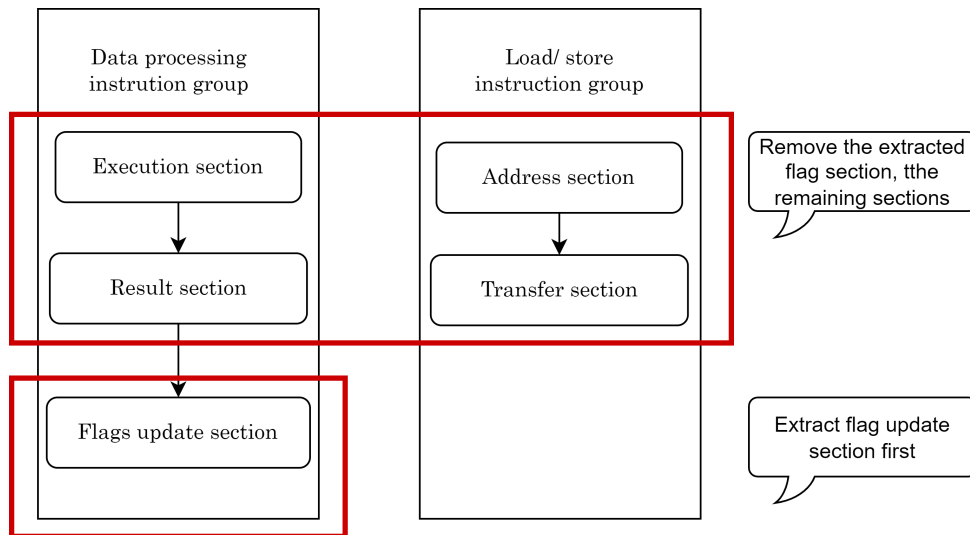 Data processing
instrution group
Load/ store
instruction group
Execution section
Address section
Remove the extracted
flag section, tthe
remaining sections
Result section
Transfer section
Flags update section
Extract flag update
section first